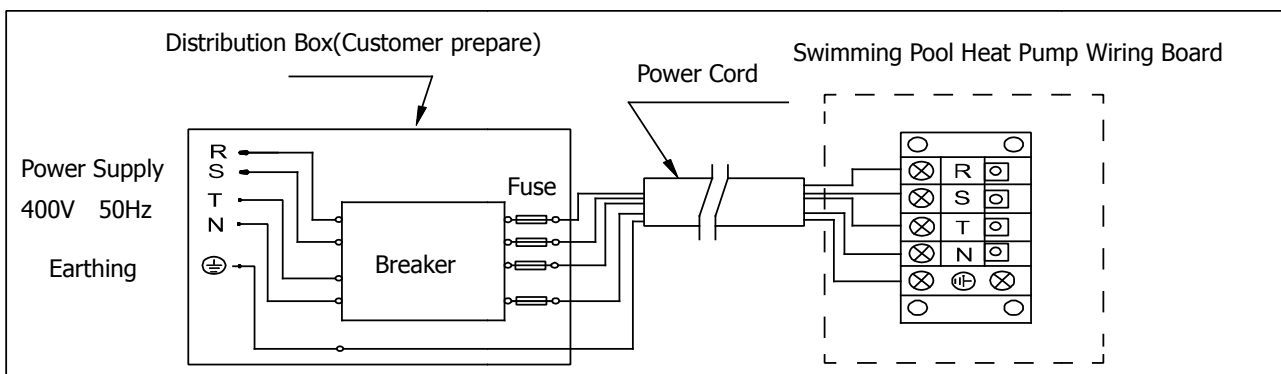 Distribution Box(Customer prepare)
Power Cord
Swimming Pool Heat Pump Wiring Board
Power Supply
400V 50Hz
Earthing
R
S
T
N
Fuse
Breaker
R
S
T
N